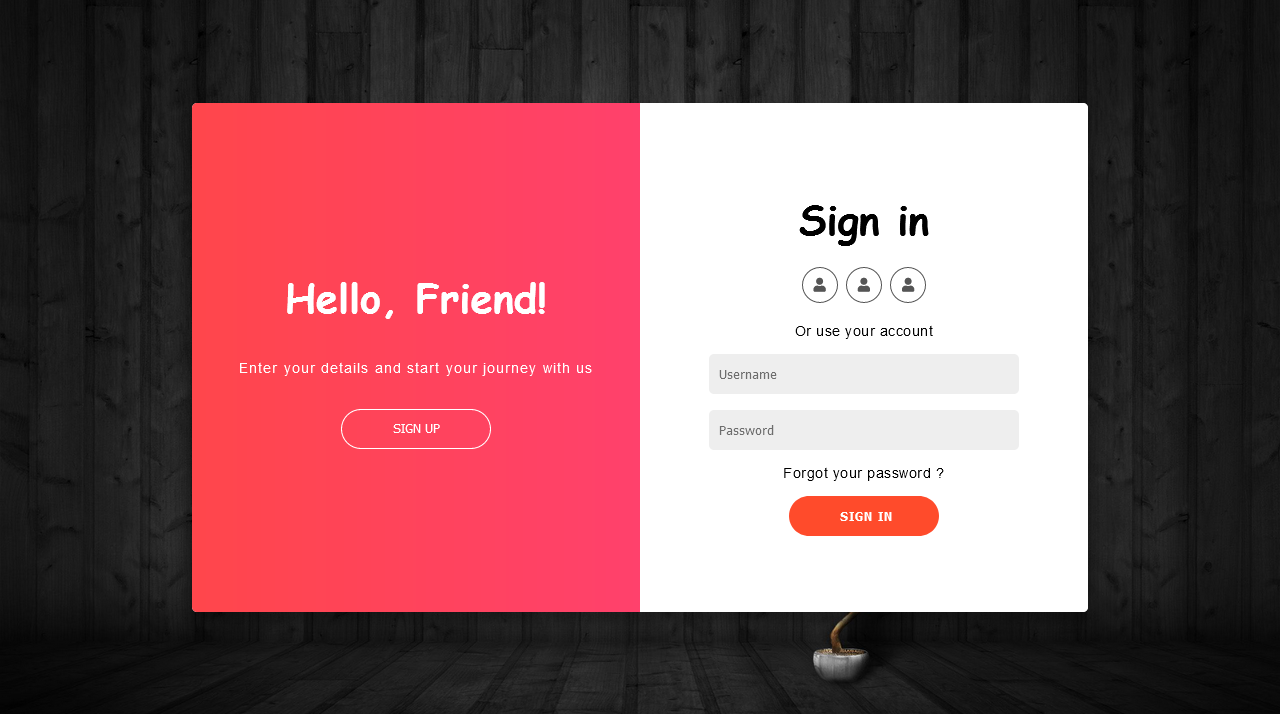 Hello, Friend!
Enter your details and start your journey with us
SIGN UP
Sign in
Or use your account
Username
Password
Forgot your password ?
SIGN IN